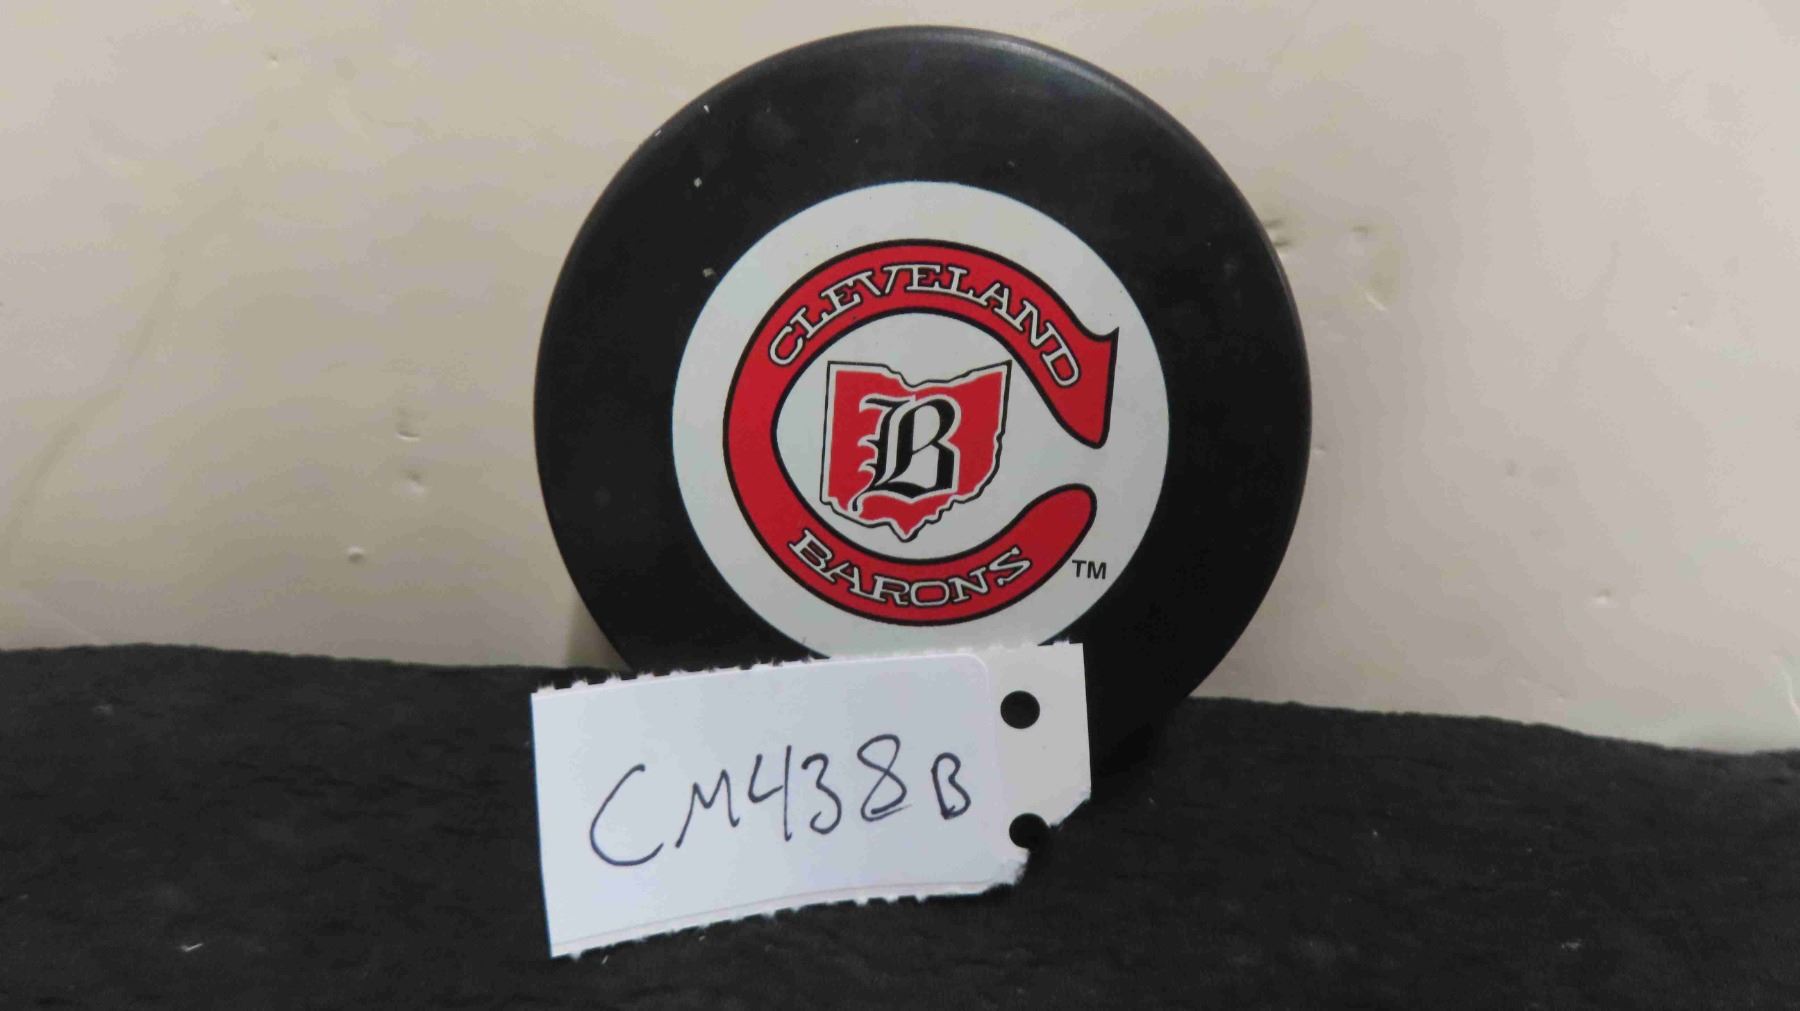 CLEVELAND
B
BARONS
TM
CM438B